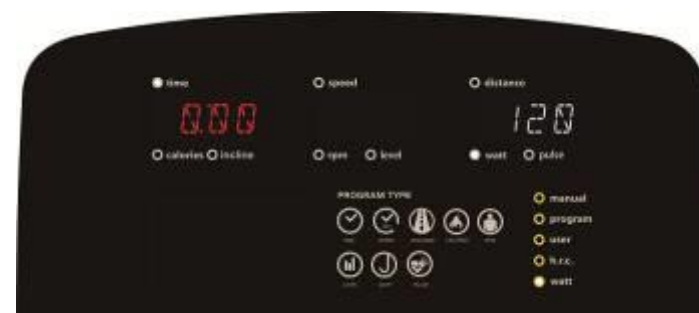 time speed distance
0:00 120
calories incline rpm level watt pulse
PROGRAM TYPE
manual
program
user
h.r.c.
watt